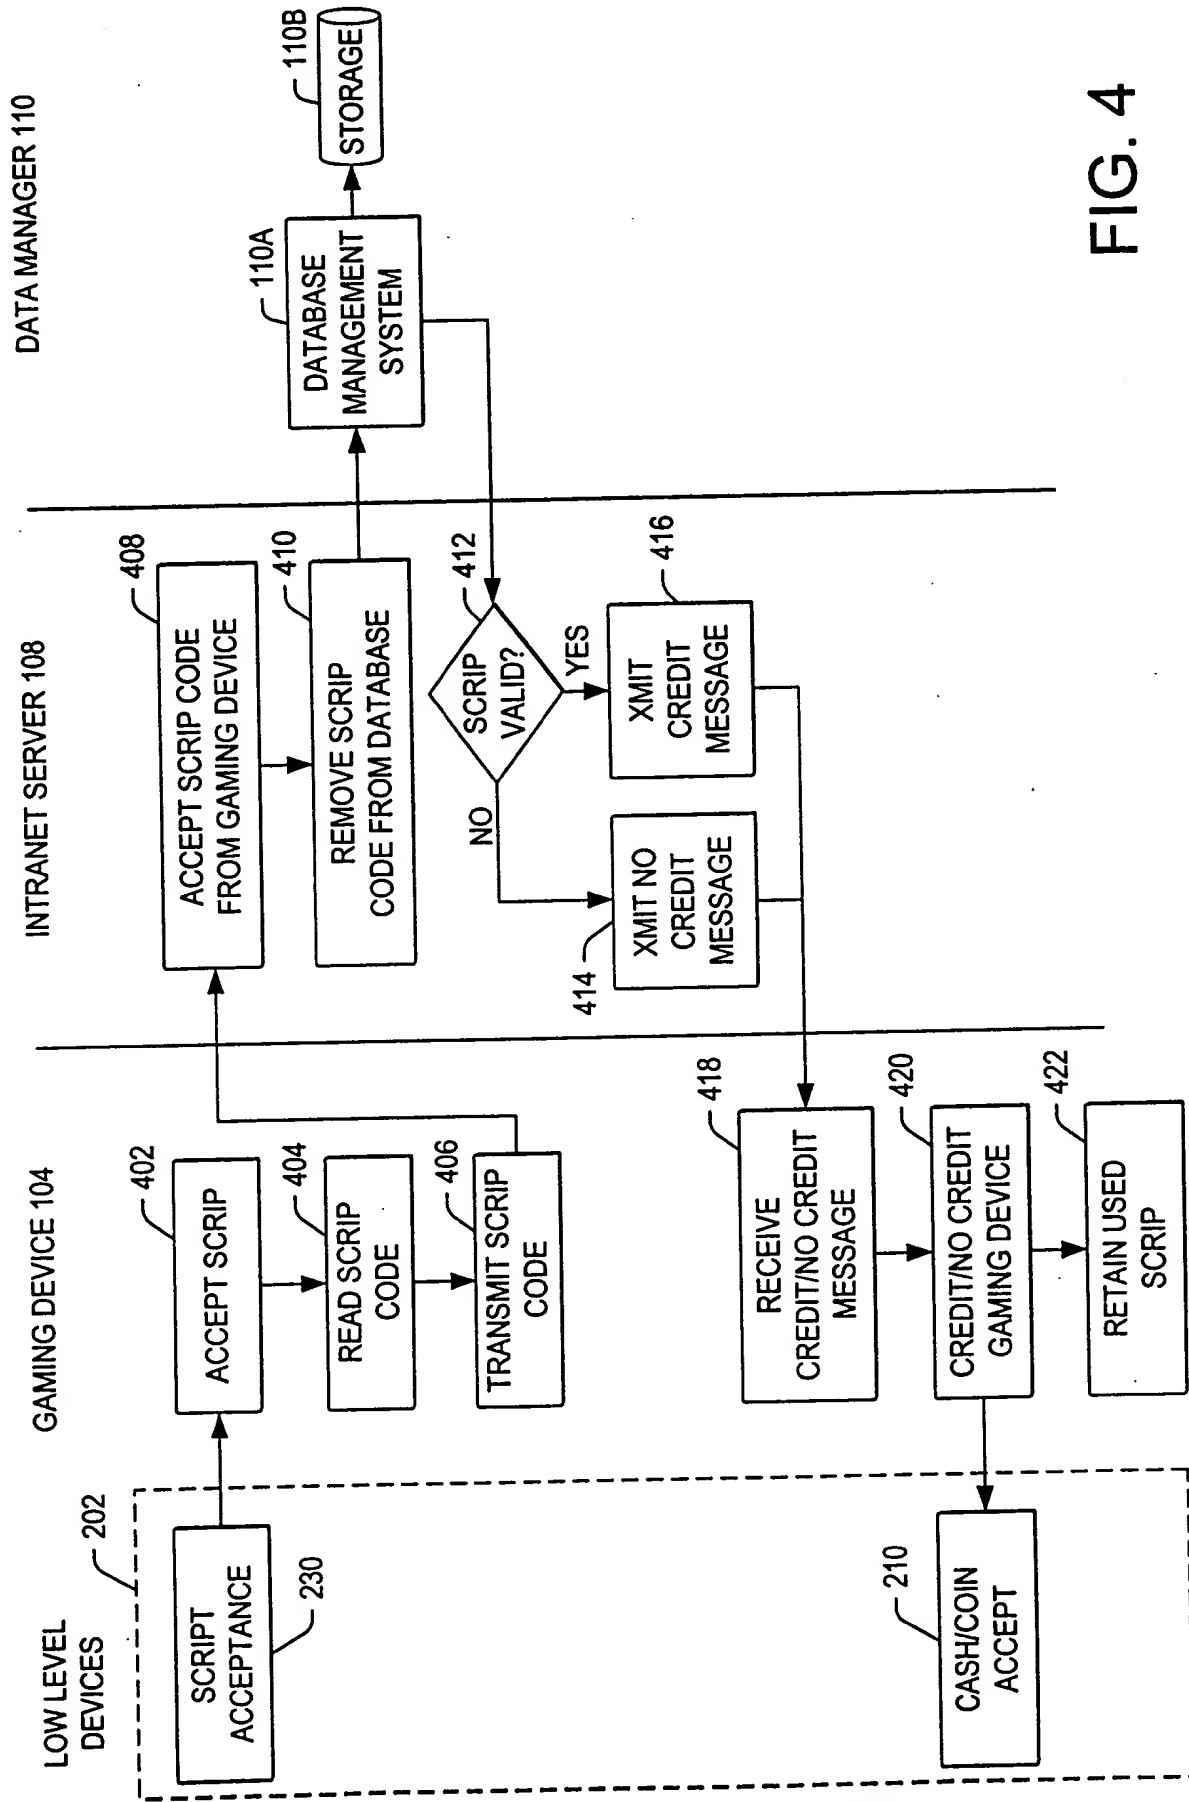 LOW LEVEL
DEVICES
GAMING DEVICE 104
INTRANET SERVER 108
DATA MANAGER 110
202
SCRIPT
ACCEPTANCE
230
402
ACCEPT SCRIP
404
READ SCRIP
CODE
406
TRANSMIT SCRIP
CODE
408
ACCEPT SCRIP CODE
FROM GAMING DEVICE
410
REMOVE SCRIP
CODE FROM DATABASE
110A
DATABASE
MANAGEMENT
SYSTEM
110B
STORAGE
412
SCRIP
VALID?
NO
YES
414
XMIT NO
CREDIT
MESSAGE
416
XMIT
CREDIT
MESSAGE
418
RECEIVE
CREDIT/NO CREDIT
MESSAGE
420
CREDIT/NO CREDIT
GAMING DEVICE
422
RETAIN USED
SCRIP
210
CASH/COIN
ACCEPT
FIG. 4